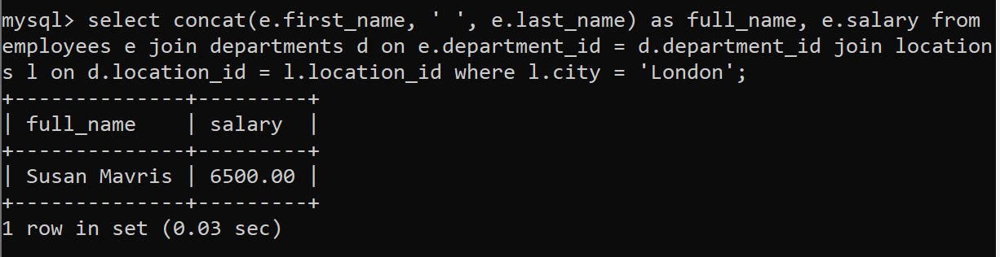 mysql> select concat(e.first_name, ' ', e.last_name) as full_name, e.salary from
employees e join departments d on e.department_id = d.department_id join location
s l on d.location_id = l.location_id where l.city = 'London';
+--------------+---------+
| full_name    | salary  |
+--------------+---------+
| Susan Mavris | 6500.00 |
+--------------+---------+
1 row in set (0.03 sec)